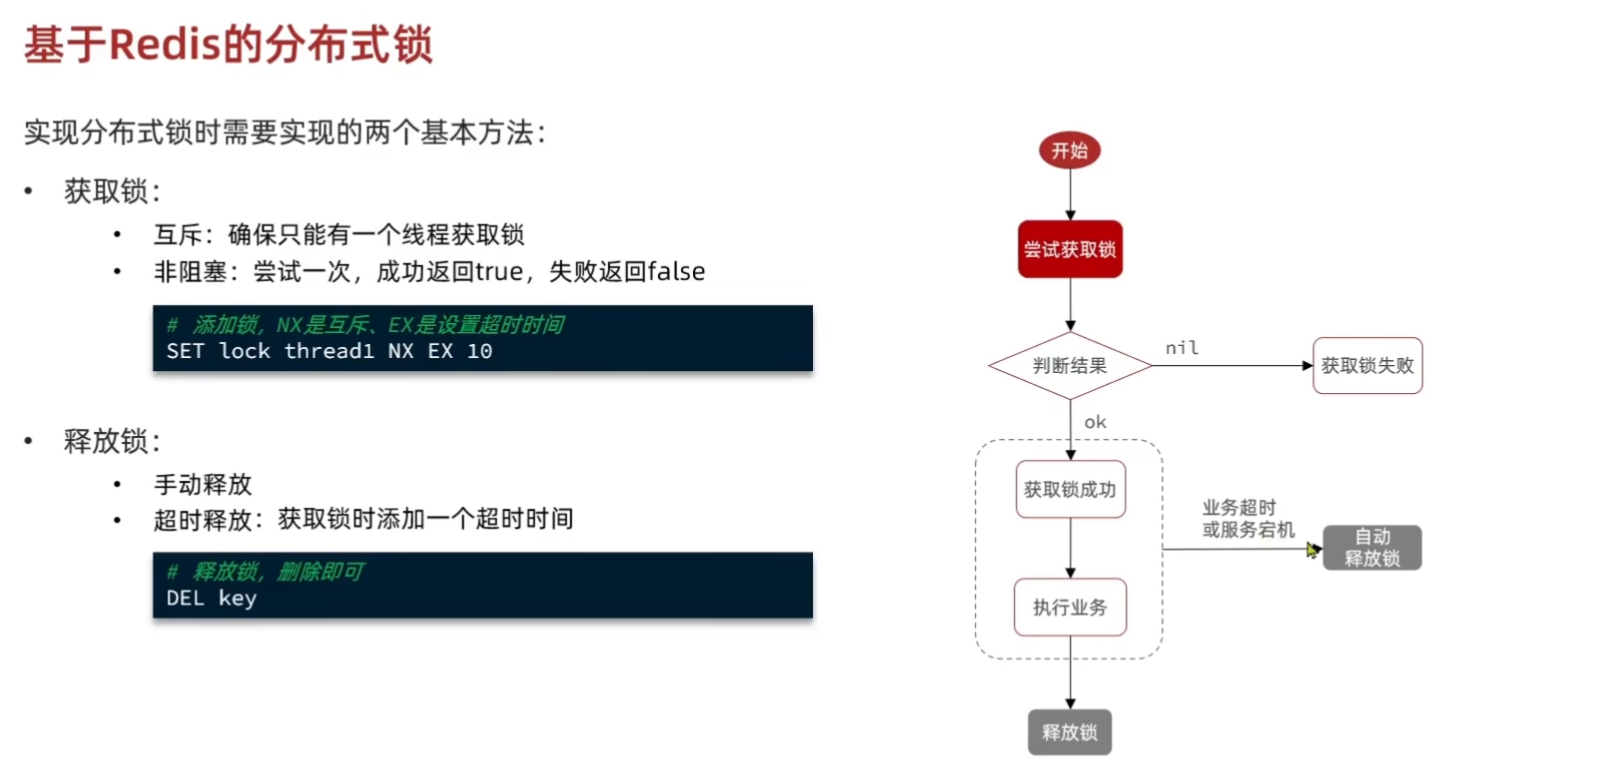 基于Redis的分布式锁
实现分布式锁时需要实现的两个基本方法：
• 获取锁：
• 互斥：确保只能有一个线程获取锁
• 非阻塞：尝试一次，成功返回true，失败返回false
# 添加锁，NX是互斥、EX是设置超时时间
SET lock thread1 NX EX 10
• 释放锁：
• 手动释放
• 超时释放：获取锁时添加一个超时时间
# 释放锁，删除即可
DEL key
开始
尝试获取锁
判断结果
nil
获取锁失败
ok
获取锁成功
业务超时
或服务宕机
自动
释放锁
执行业务
释放锁